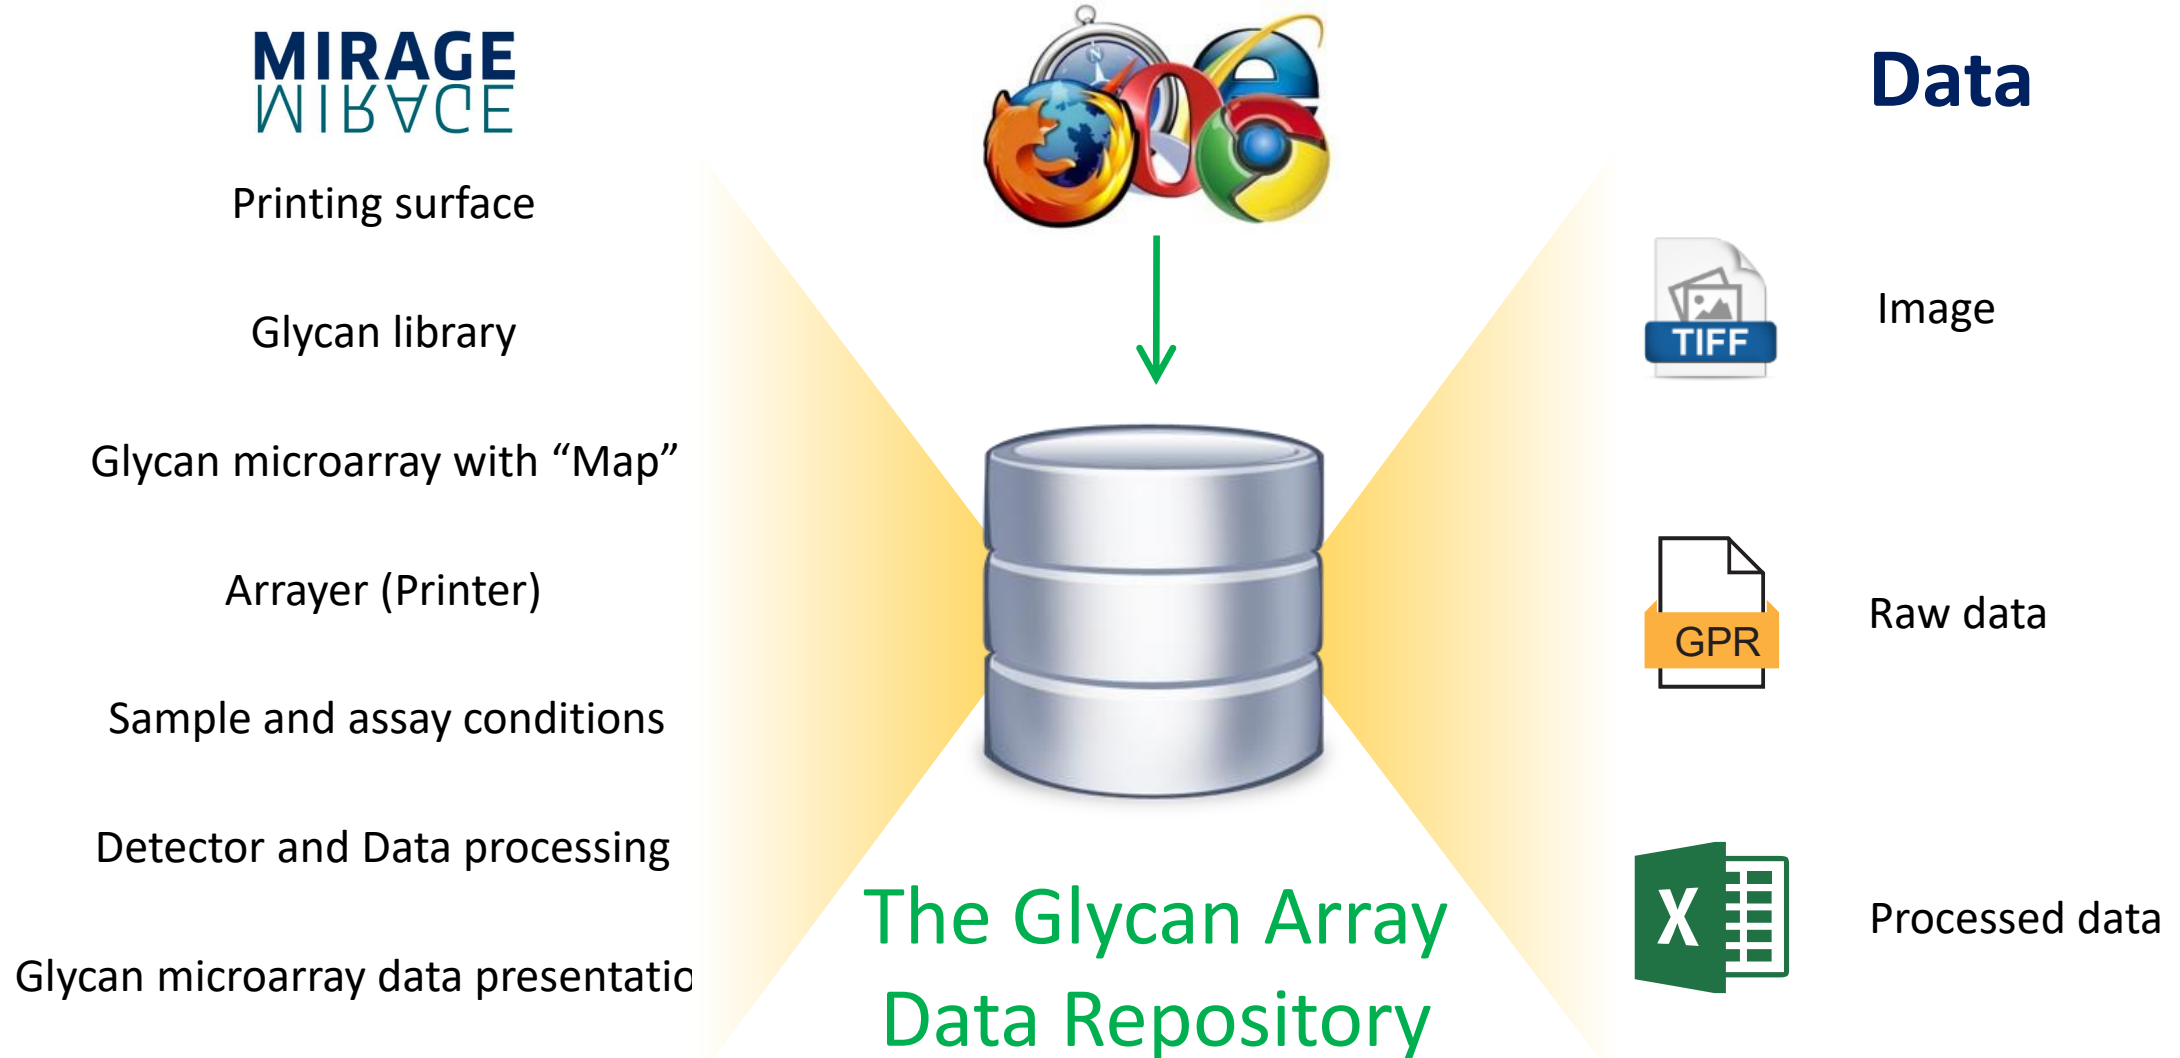 MIRAGE
MIRAGE
Printing surface
Glycan library
Glycan microarray with “Map”
Arrayer (Printer)
Sample and assay conditions
Detector and Data processing
Glycan microarray data presentatio
The Glycan Array
Data Repository
Data
TIFF
Image
GPR
Raw data
X
Processed data